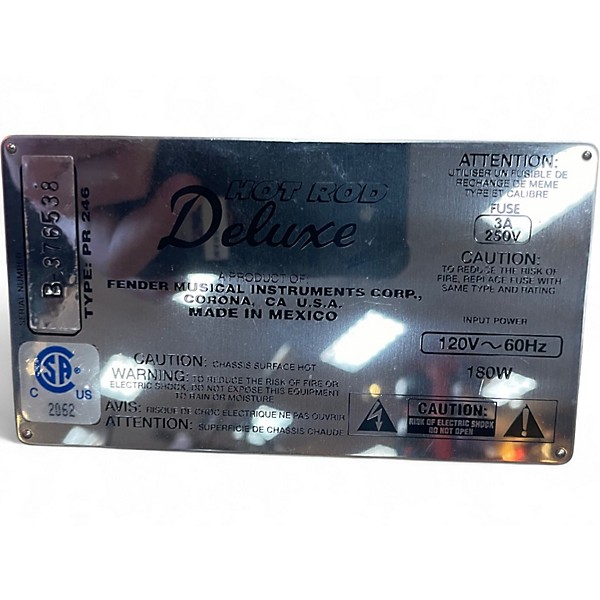 SERIAL NUMBER
B-376538
TYPE: PR 246
HOT ROD
Deluxe
A PRODUCT OF:
FENDER MUSICAL INSTRUMENTS CORP.,
CORONA, CA U.S.A.
MADE IN MEXICO
ATTENTION:
UTILISER UN FUSIBLE DE
RECHANGE DE MEME
TYPE ET CALIBRE
FUSE
3A
250V
CAUTION:
TO REDUCE THE RISK OF
FIRE, REPLACE FUSE WITH
SAME TYPE AND RATING
INPUT POWER
120V~60Hz
180W
CSA
C US
2062
CAUTION: CHASSIS SURFACE HOT
WARNING: TO REDUCE THE RISK OF FIRE OR
ELECTRIC SHOCK, DO NOT EXPOSE THIS EQUIPMENT
TO RAIN OR MOISTURE
AVIS: RISQUE DE CHOC ELECTRIQUE NE PAS OUVRIR
ATTENTION: SUPERFICIE DE CHASSIS CHAUDE
CAUTION:
RISK OF ELECTRIC SHOCK
DO NOT OPEN